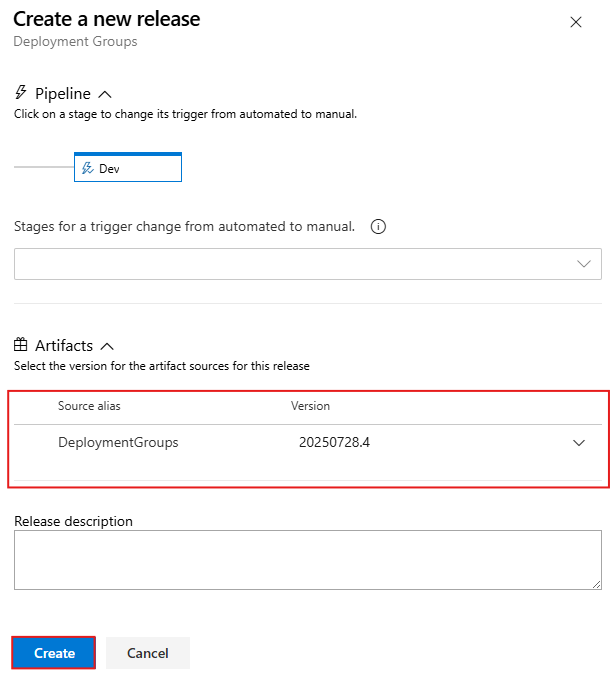 Create a new release
Deployment Groups
Pipeline
Click on a stage to change its trigger from automated to manual.
Dev
Stages for a trigger change from automated to manual.
Artifacts
Select the version for the artifact sources for this release
Source alias Version
DeploymentGroups 20250728.4
Release description
Create Cancel